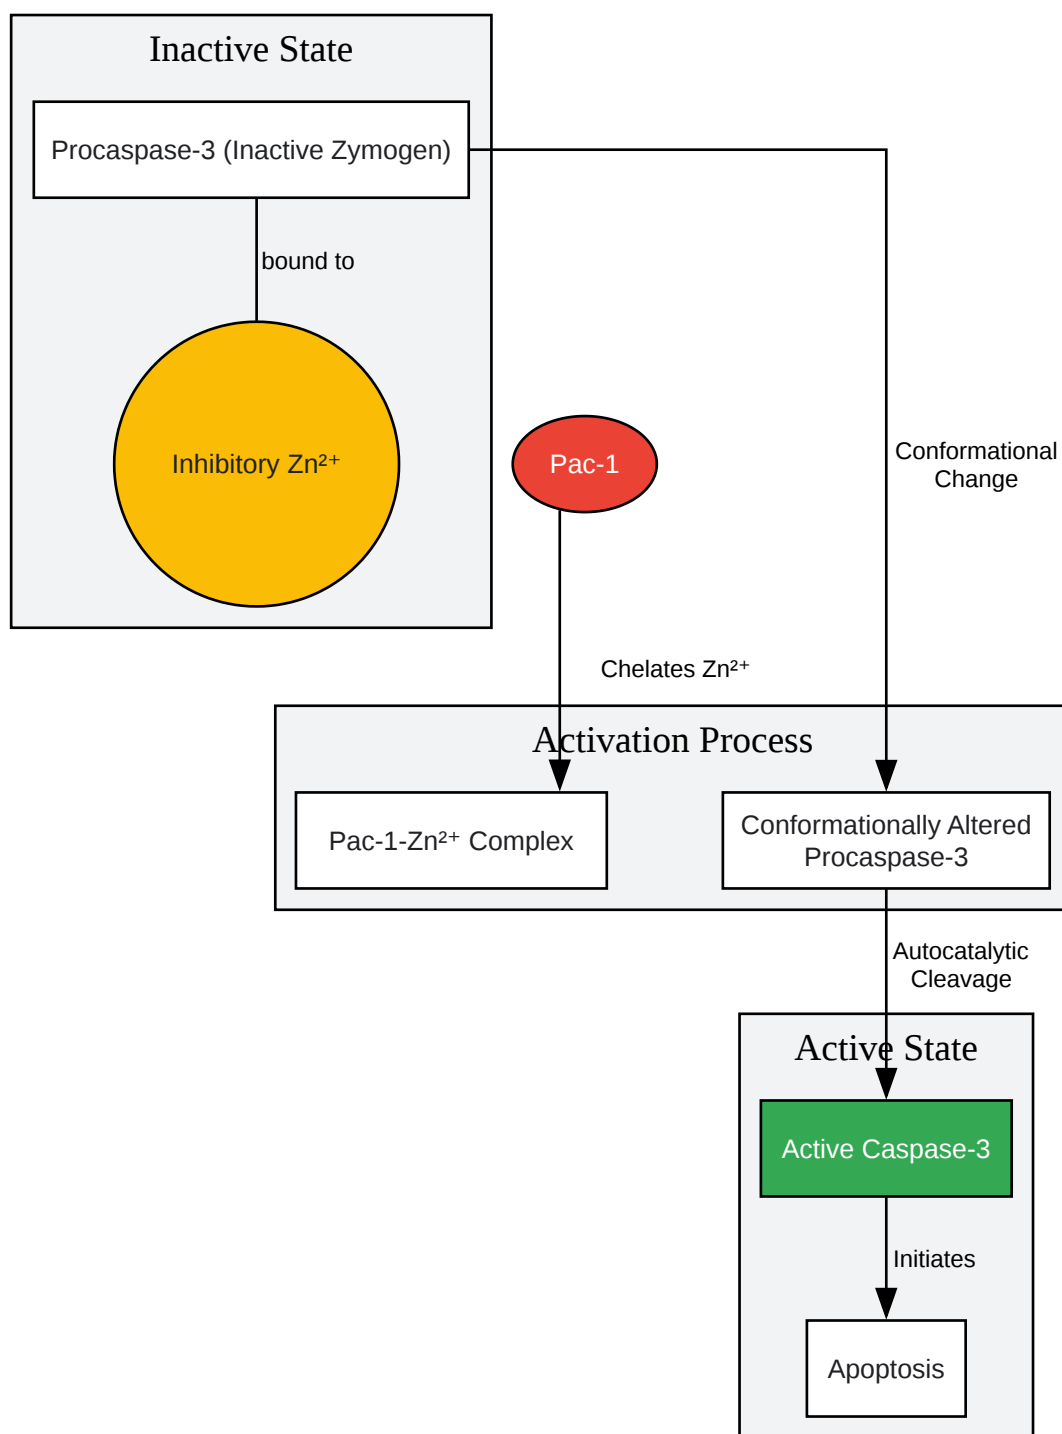 Inactive State
Procaspase-3 (Inactive Zymogen)
bound to
Inhibitory Zn²⁺
Pac-1
Conformational
Change
Chelates Zn²⁺
Activation Process
Pac-1-Zn²⁺ Complex
Conformationally Altered
Procaspase-3
Autocatalytic
Cleavage
Active State
Active Caspase-3
Initiates
Apoptosis